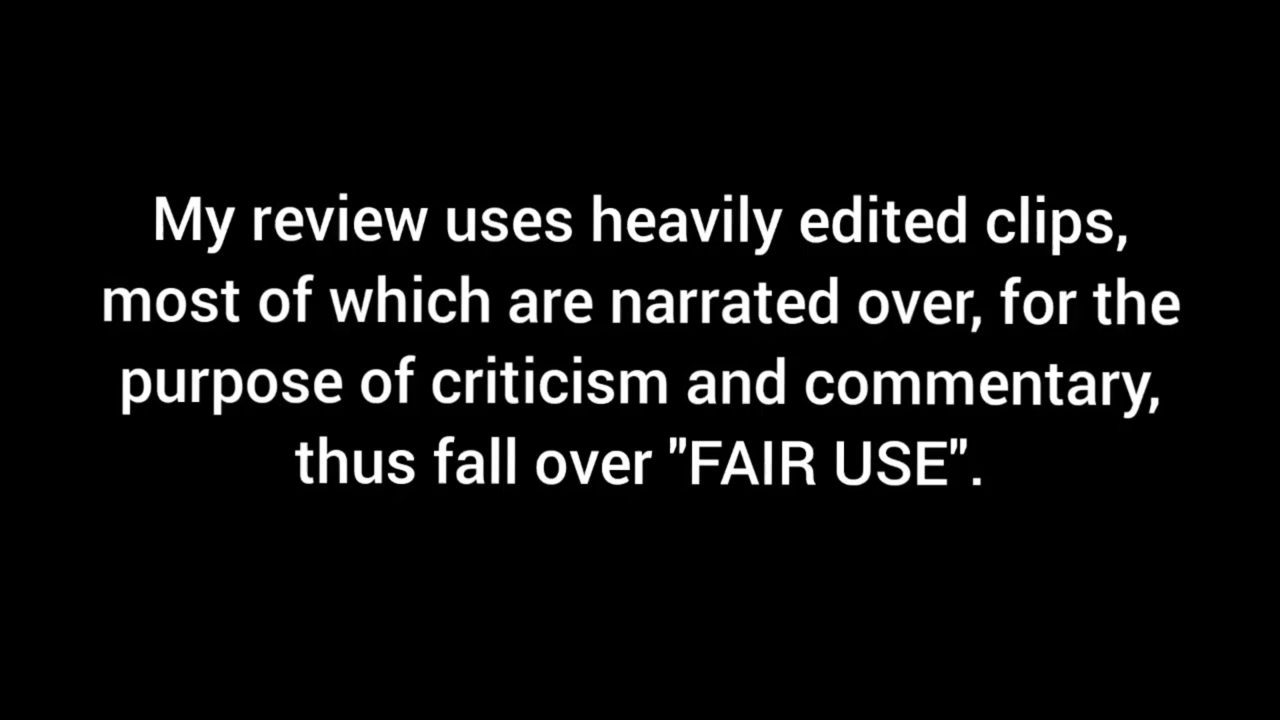 My review uses heavily edited clips,
most of which are narrated over, for the
purpose of criticism and commentary,
thus fall over "FAIR USE".